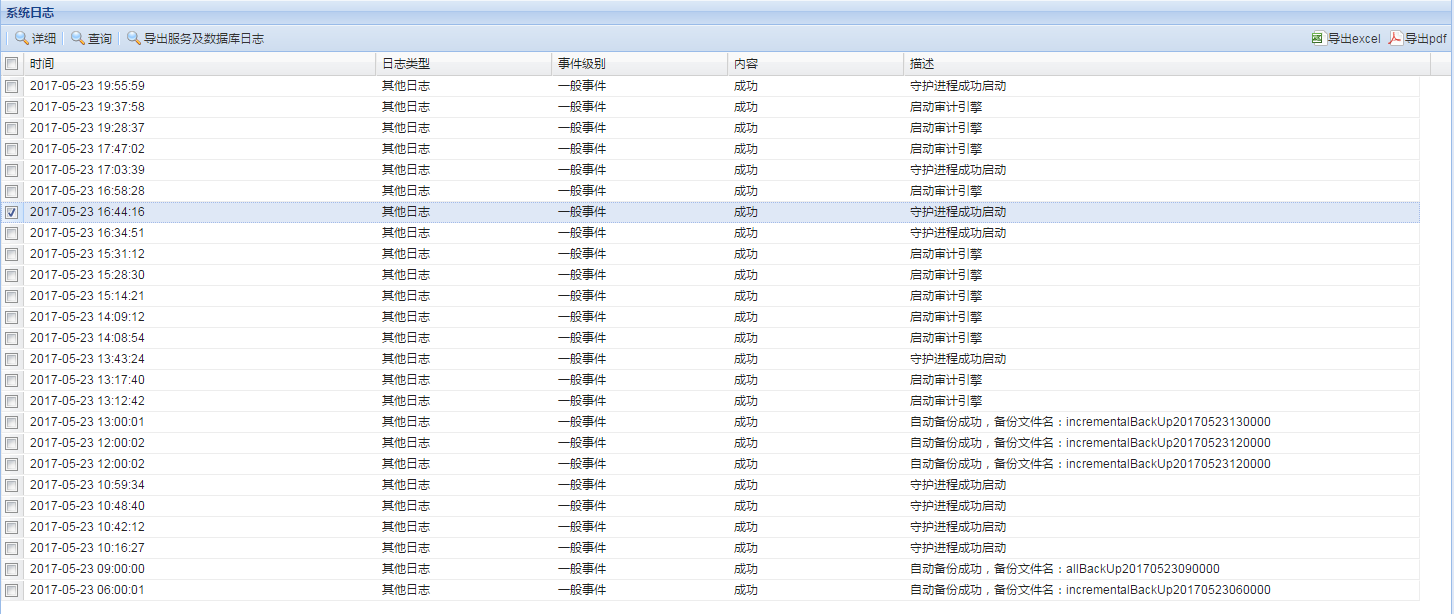 系统日志
详细 查询 导出服务及数据库日志 导出excel 导出pdf
时间 日志类型 事件级别 内容 描述
2017-05-23 19:55:59 其他日志 一般事件 成功 守护进程成功启动
2017-05-23 19:37:58 其他日志 一般事件 成功 启动审计引擎
2017-05-23 19:28:37 其他日志 一般事件 成功 启动审计引擎
2017-05-23 17:47:02 其他日志 一般事件 成功 启动审计引擎
2017-05-23 17:03:39 其他日志 一般事件 成功 守护进程成功启动
2017-05-23 16:58:28 其他日志 一般事件 成功 启动审计引擎
2017-05-23 16:44:16 其他日志 一般事件 成功 守护进程成功启动
2017-05-23 16:34:51 其他日志 一般事件 成功 守护进程成功启动
2017-05-23 15:31:12 其他日志 一般事件 成功 启动审计引擎
2017-05-23 15:28:30 其他日志 一般事件 成功 启动审计引擎
2017-05-23 15:14:21 其他日志 一般事件 成功 启动审计引擎
2017-05-23 14:09:12 其他日志 一般事件 成功 启动审计引擎
2017-05-23 14:08:54 其他日志 一般事件 成功 启动审计引擎
2017-05-23 13:43:24 其他日志 一般事件 成功 守护进程成功启动
2017-05-23 13:17:40 其他日志 一般事件 成功 启动审计引擎
2017-05-23 13:12:42 其他日志 一般事件 成功 启动审计引擎
2017-05-23 13:00:01 其他日志 一般事件 成功 自动备份成功，备份文件名：incrementalBackUp20170523130000
2017-05-23 12:00:02 其他日志 一般事件 成功 自动备份成功，备份文件名：incrementalBackUp20170523120000
2017-05-23 12:00:02 其他日志 一般事件 成功 自动备份成功，备份文件名：incrementalBackUp20170523120000
2017-05-23 10:59:34 其他日志 一般事件 成功 守护进程成功启动
2017-05-23 10:48:40 其他日志 一般事件 成功 守护进程成功启动
2017-05-23 10:42:12 其他日志 一般事件 成功 守护进程成功启动
2017-05-23 10:16:27 其他日志 一般事件 成功 守护进程成功启动
2017-05-23 09:00:00 其他日志 一般事件 成功 自动备份成功，备份文件名：allBackUp20170523090000
2017-05-23 06:00:01 其他日志 一般事件 成功 自动备份成功，备份文件名：incrementalBackUp20170523060000